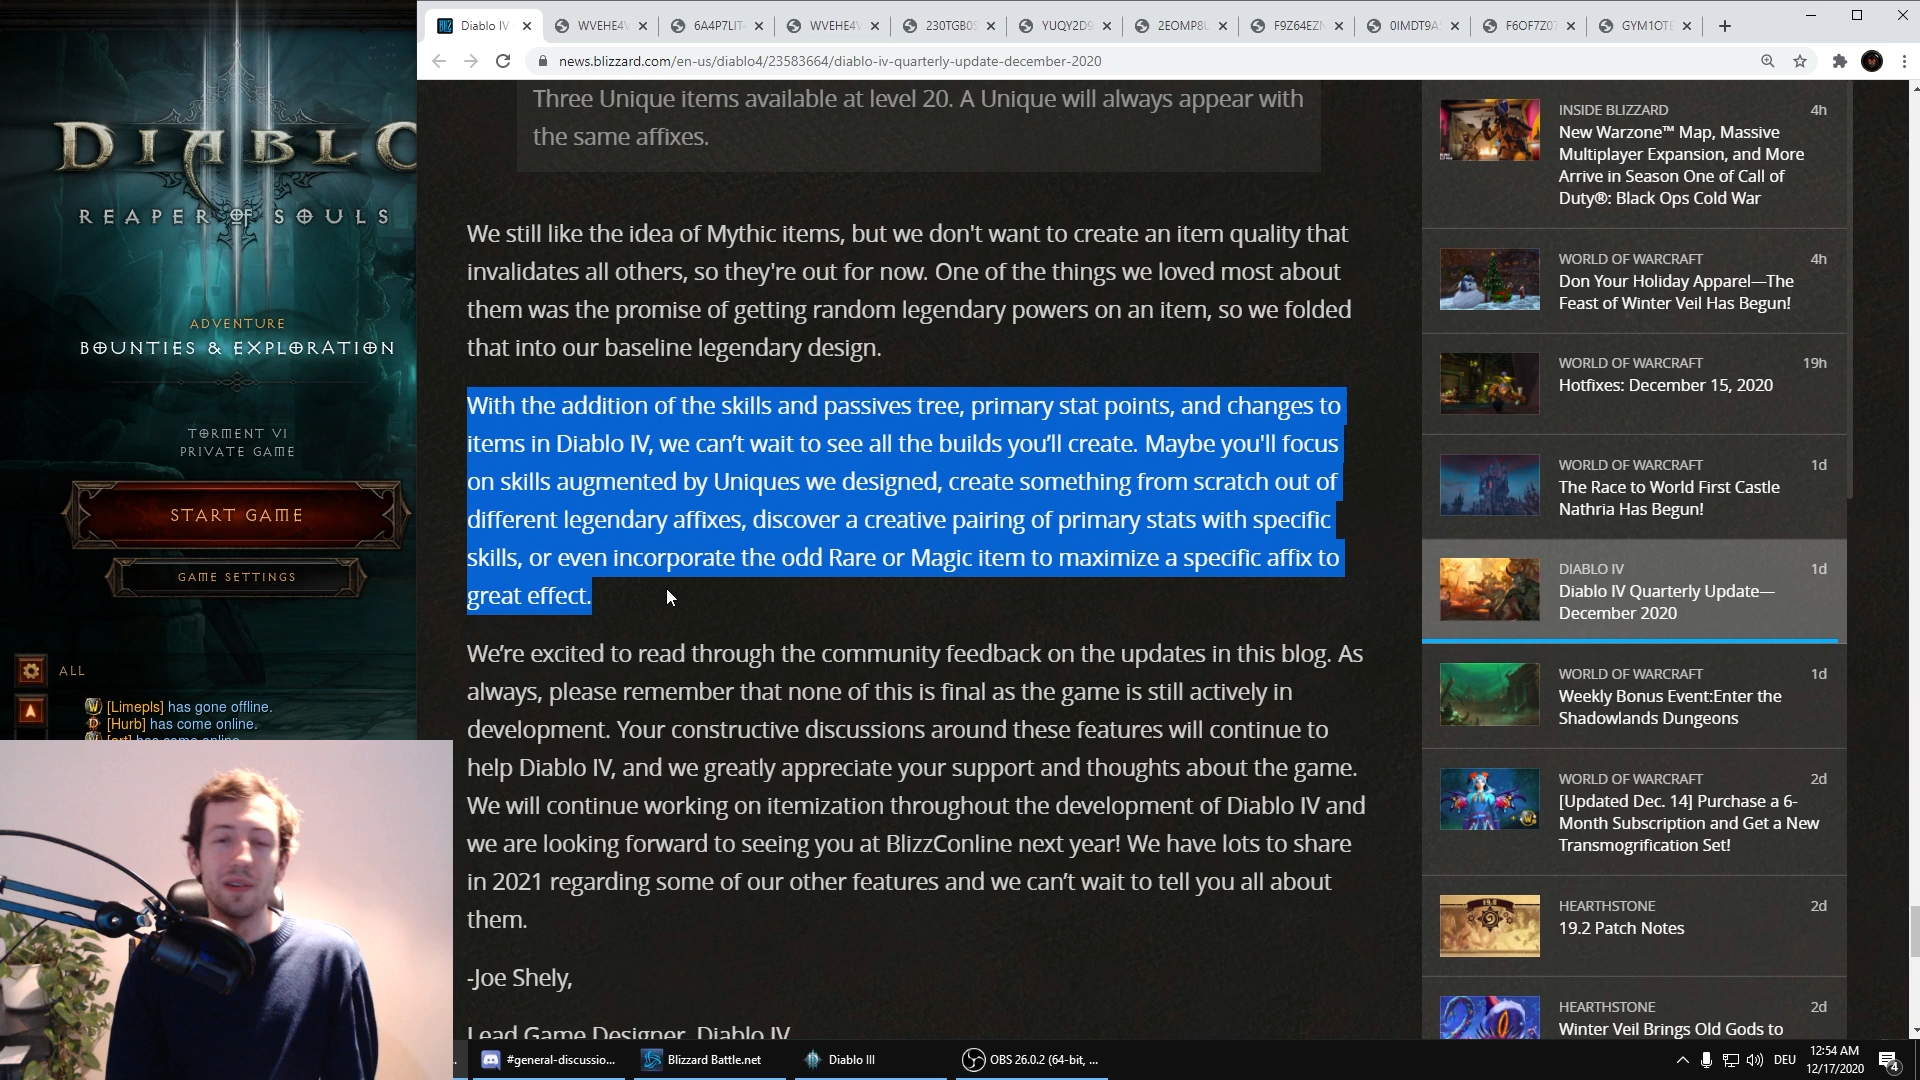 Diablo IV
WVEHE4V
6A4P7LIT
WVEHE4V
230TGB0S
YUQY2D9
2EOMP8U
F9Z64EZN
0IMDT9A
F6OF7Z07
GYM1OTE
news.blizzard.com/en-us/diablo4/23583664/diablo-iv-quarterly-update-december-2020
DIABLO
REAPER OF SOULS
ADVENTURE
BOUNTIES & EXPLORATION
TORMENT VI
PRIVATE GAME
START GAME
GAME SETTINGS
ALL
[Limepls] has gone offline.
[Hurb] has come online.
Three Unique items available at level 20. A Unique will always appear with
the same affixes.
We still like the idea of Mythic items, but we don't want to create an item quality that
invalidates all others, so they're out for now. One of the things we loved most about
them was the promise of getting random legendary powers on an item, so we folded
that into our baseline legendary design.
With the addition of the skills and passives tree, primary stat points, and changes to
items in Diablo IV, we can’t wait to see all the builds you’ll create. Maybe you'll focus
on skills augmented by Uniques we designed, create something from scratch out of
different legendary affixes, discover a creative pairing of primary stats with specific
skills, or even incorporate the odd Rare or Magic item to maximize a specific affix to
great effect.
We’re excited to read through the community feedback on the updates in this blog. As
always, please remember that none of this is final as the game is still actively in
development. Your constructive discussions around these features will continue to
help Diablo IV, and we greatly appreciate your support and thoughts about the game.
We will continue working on itemization throughout the development of Diablo IV and
we are looking forward to seeing you at BlizzConline next year! We have lots to share
in 2021 regarding some of our other features and we can’t wait to tell you all about
them.
-Joe Shely,
Lead Game Designer, Diablo IV
INSIDE BLIZZARD 4h
New Warzone™ Map, Massive
Multiplayer Expansion, and More
Arrive in Season One of Call of
Duty®: Black Ops Cold War
WORLD OF WARCRAFT 4h
Don Your Holiday Apparel—The
Feast of Winter Veil Has Begun!
WORLD OF WARCRAFT 19h
Hotfixes: December 15, 2020
WORLD OF WARCRAFT 1d
The Race to World First Castle
Nathria Has Begun!
DIABLO IV 1d
Diablo IV Quarterly Update—
December 2020
WORLD OF WARCRAFT 1d
Weekly Bonus Event:Enter the
Shadowlands Dungeons
WORLD OF WARCRAFT 2d
[Updated Dec. 14] Purchase a 6-
Month Subscription and Get a New
Transmogrification Set!
HEARTHSTONE 2d
19.2 Patch Notes
HEARTHSTONE 2d
Winter Veil Brings Old Gods to
#general-discussio...
Blizzard Battle.net
Diablo III
OBS 26.0.2 (64-bit, ...
DEU
12:54 AM
12/17/2020
4